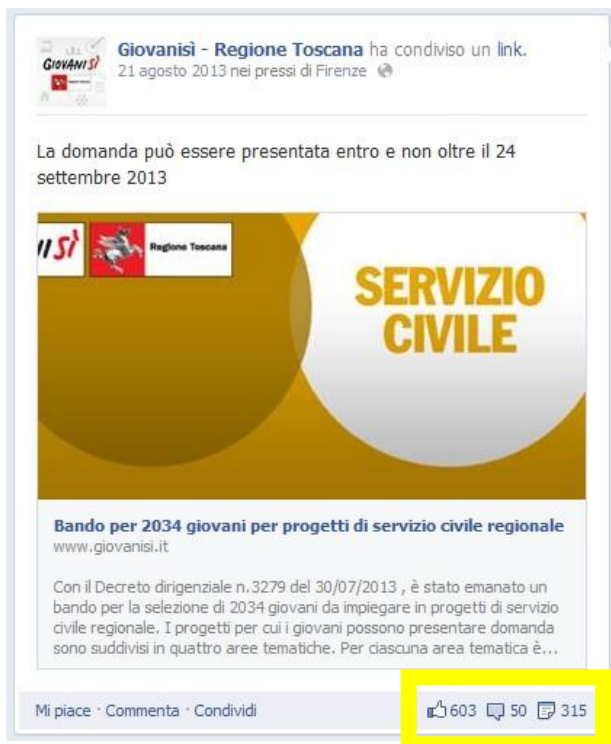 GIOVANISÌ
Giovanisì - Regione Toscana ha condiviso un link.
21 agosto 2013 nei pressi di Firenze
La domanda può essere presentata entro e non oltre il 24
settembre 2013
NI SÌ
Regione Toscana
SERVIZIO
CIVILE
Bando per 2034 giovani per progetti di servizio civile regionale
www.giovanisi.it
Con il Decreto dirigenziale n.3279 del 30/07/2013 , è stato emanato un
bando per la selezione di 2034 giovani da impiegare in progetti di servizio
civile regionale. I progetti per cui i giovani possono presentare domanda
sono suddivisi in quattro aree tematiche. Per ciascuna area tematica è...
Mi piace · Commenta · Condividi 603 50 315